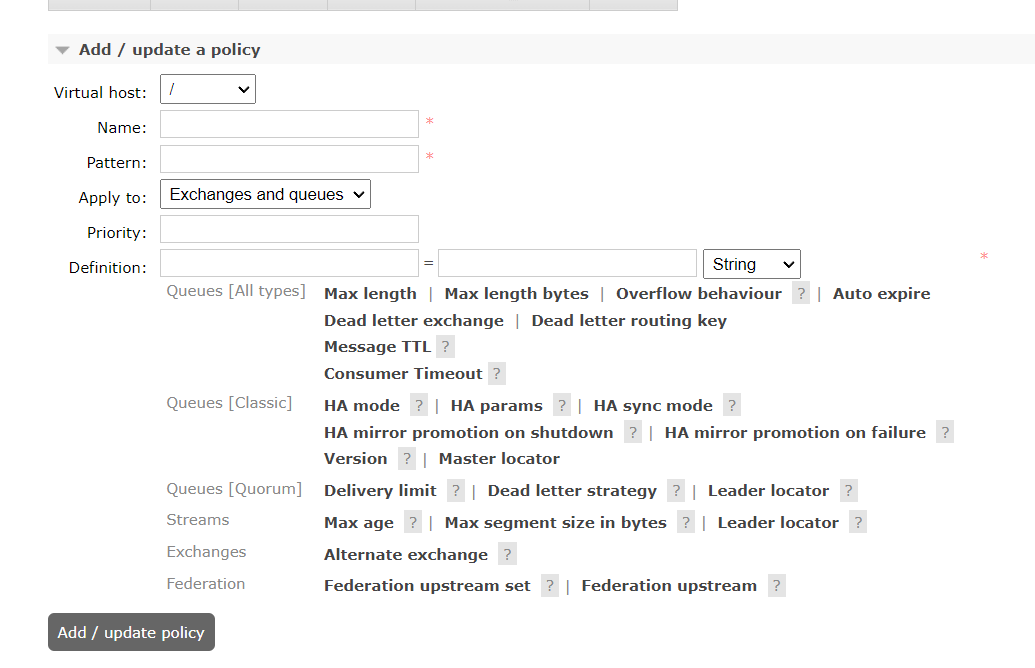 Add / update a policy
Virtual host: /
Name: *
Pattern: *
Apply to: Exchanges and queues
Priority:
Definition: = String *
Queues [All types] Max length | Max length bytes | Overflow behaviour ? | Auto expire
Dead letter exchange | Dead letter routing key
Message TTL ?
Consumer Timeout ?
Queues [Classic] HA mode ? | HA params ? | HA sync mode ?
HA mirror promotion on shutdown ? | HA mirror promotion on failure ?
Version ? | Master locator
Queues [Quorum] Delivery limit ? | Dead letter strategy ? | Leader locator ?
Streams Max age ? | Max segment size in bytes ? | Leader locator ?
Exchanges Alternate exchange ?
Federation Federation upstream set ? | Federation upstream ?
Add / update policy